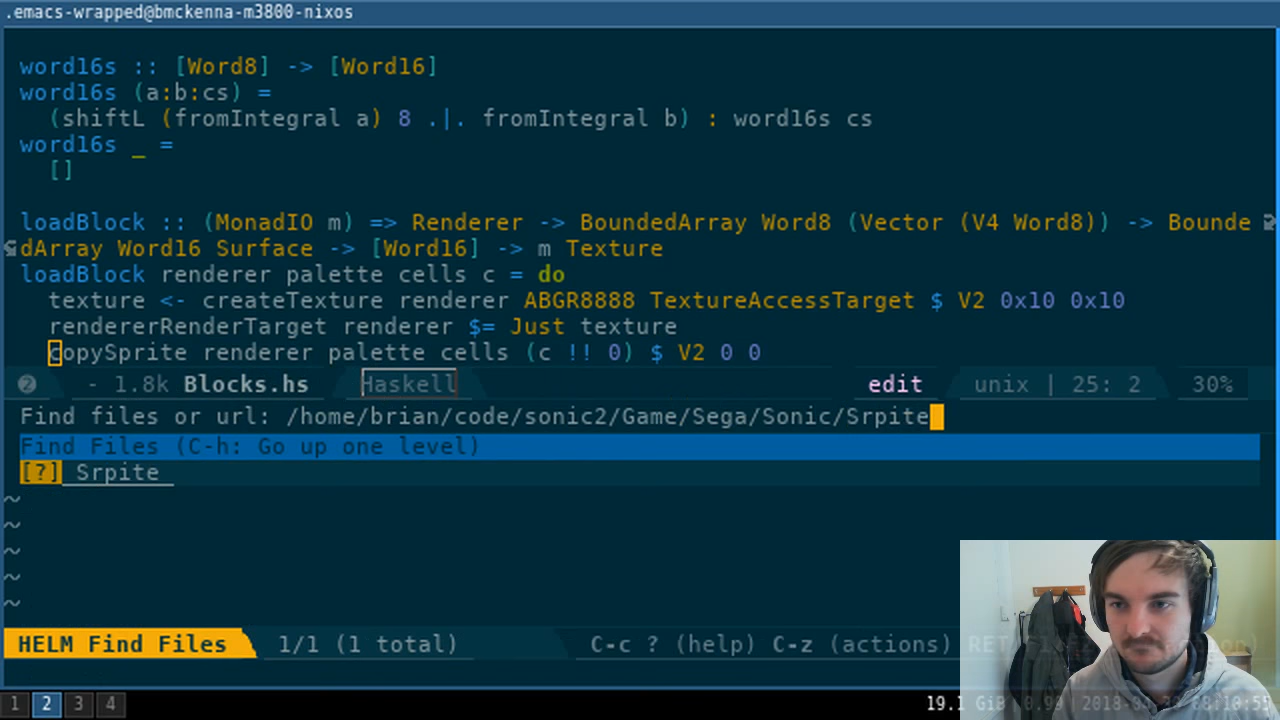 .emacs-wrapped@bmckenna-m3800-nixos
word16s :: [Word8] -> [Word16]
word16s (a:b:cs) =
(shiftL (fromIntegral a) 8 .|. fromIntegral b) : word16s cs
word16s _ =
[]
loadBlock :: (MonadIO m) => Renderer -> BoundedArray Word8 (Vector (V4 Word8)) -> Bounde
dArray Word16 Surface -> [Word16] -> m Texture
loadBlock renderer palette cells c = do
texture <- createTexture renderer ABGR8888 TextureAccessTarget $ V2 0x10 0x10
rendererRenderTarget renderer $= Just texture
copySprite renderer palette cells (c !! 0) $ V2 0 0
2 - 1.8k Blocks.hs Haskell edit unix | 25: 2 30%
Find files or url: /home/brian/code/sonic2/Game/Sega/Sonic/Srpite
Find Files (C-h: Go up one level)
[?] Srpite
~
~
~
~
~
HELM Find Files 1/1 (1 total) C-c ? (help) C-z (actions) RET
1 2 3 4 19.1 GiB